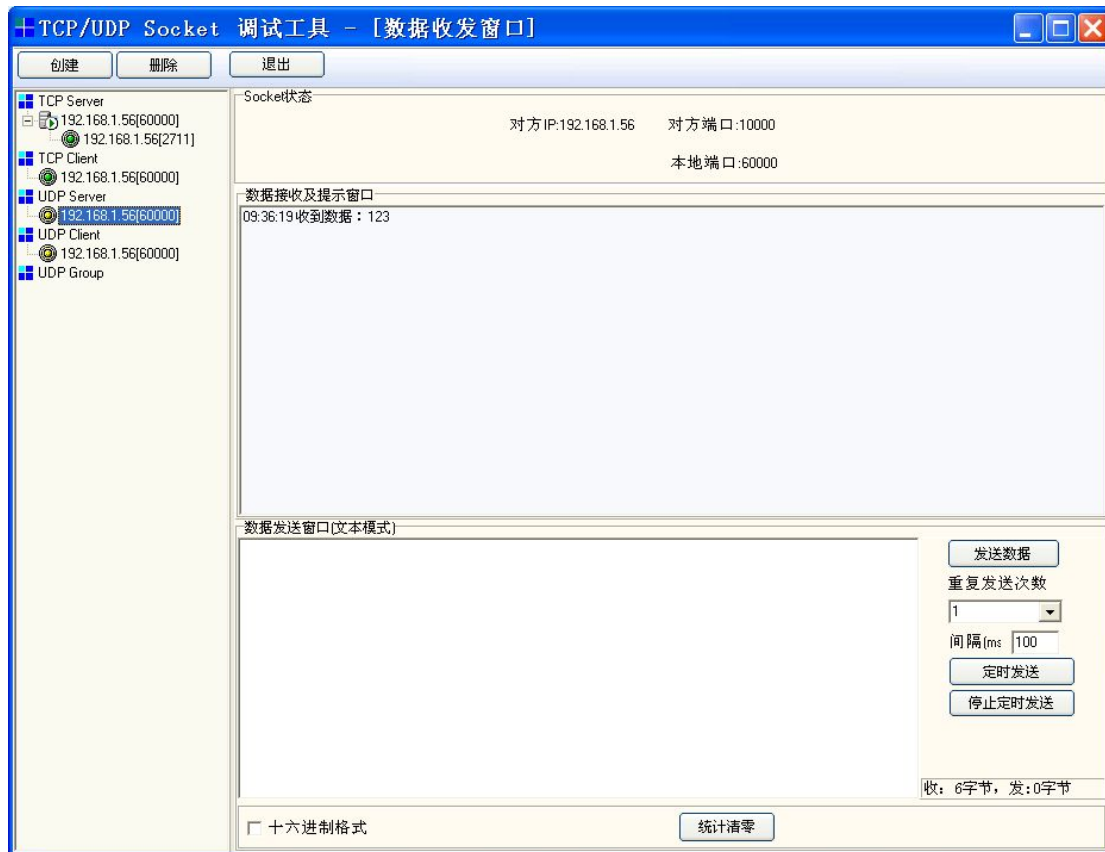 TCP/UDP Socket 调试工具 - [数据收发窗口]
创建 删除 退出
TCP Server
192.168.1.56[60000]
192.168.1.56[2711]
TCP Client
192.168.1.56[60000]
UDP Server
192.168.1.56[60000]
UDP Client
192.168.1.56[60000]
UDP Group
Socket状态
对方IP:192.168.1.56 对方端口:10000
本地端口:60000
数据接收及提示窗口
09:36:19 收到数据：123
数据发送窗口(文本模式)
发送数据
重复发送次数
1
间隔(ms 100
定时发送
停止定时发送
收：6字节，发:0字节
十六进制格式 统计清零